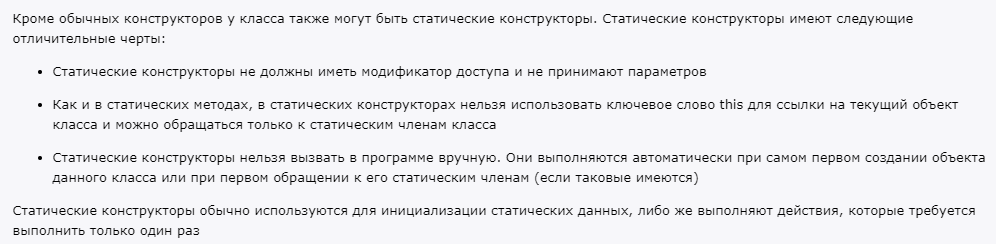 Кроме обычных конструкторов у класса также могут быть статические конструкторы. Статические конструкторы имеют следующие
отличительные черты:
• Статические конструкторы не должны иметь модификатор доступа и не принимают параметров
• Как и в статических методах, в статических конструкторах нельзя использовать ключевое слово this для ссылки на текущий объект
класса и можно обращаться только к статическим членам класса
• Статические конструкторы нельзя вызвать в программе вручную. Они выполняются автоматически при самом первом создании объекта
данного класса или при первом обращении к его статическим членам (если таковые имеются)
Статические конструкторы обычно используются для инициализации статических данных, либо же выполняют действия, которые требуется
выполнить только один раз